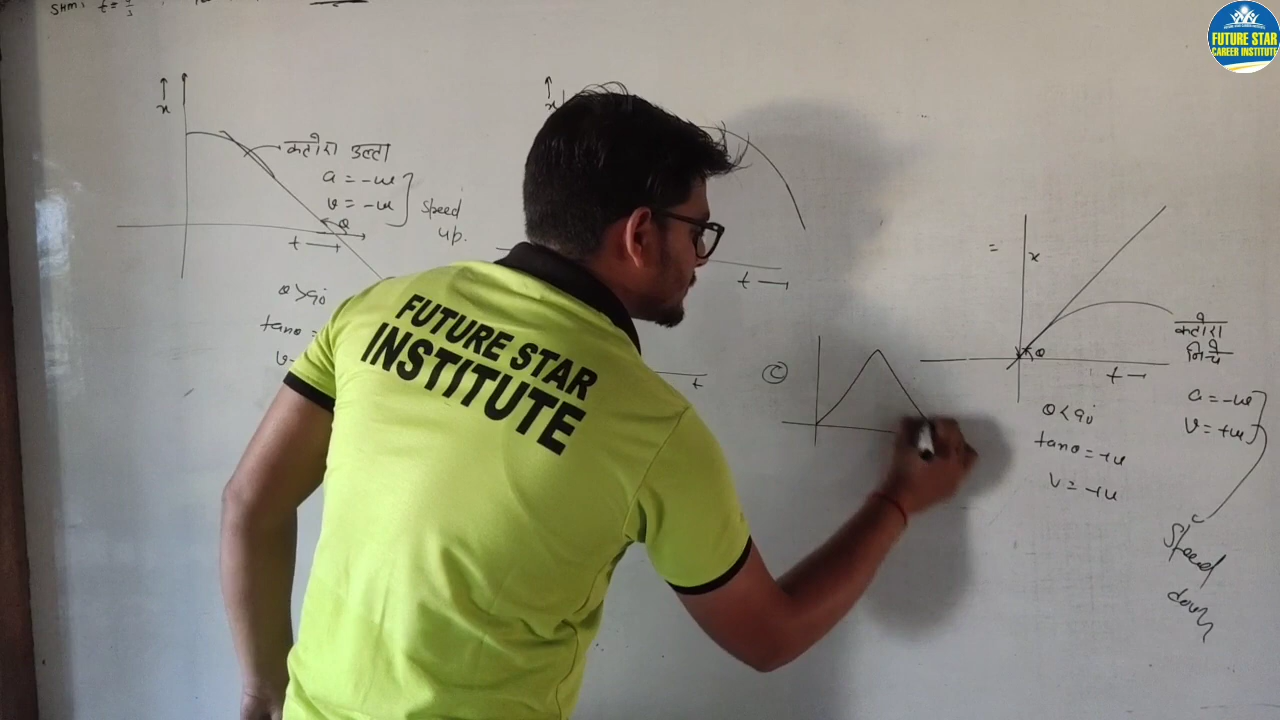 SHM: t =
FUTURE STAR
CAREER INSTITUTE
↑
x
कटोरा उल्टा
a = -ve
v = -ve
Speed
up.
θ
t →
θ > 90°
tanθ =
v =
↑
x
t →
t
FUTURE STAR
INSTITUTE
©
=
x
θ
t →
कटोरा
θ < 90°
tanθ = +ve
v = +ve
a = -ve
v = +ve
Speed
down